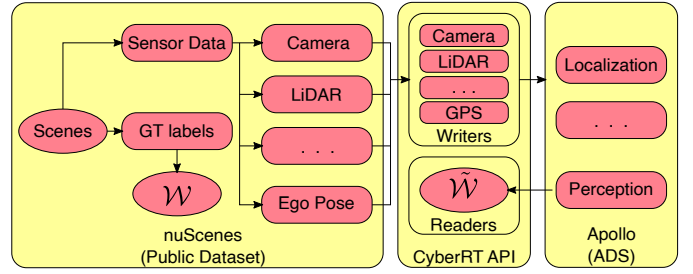 Scenes
Sensor Data
GT labels
𝒲
Camera
LiDAR
. . .
Ego Pose
nuScenes
(Public Dataset)
Camera
LiDAR
. . .
GPS
Writers
𝒲̃
Readers
CyberRT API
Localization
. . .
Perception
Apollo
(ADS)